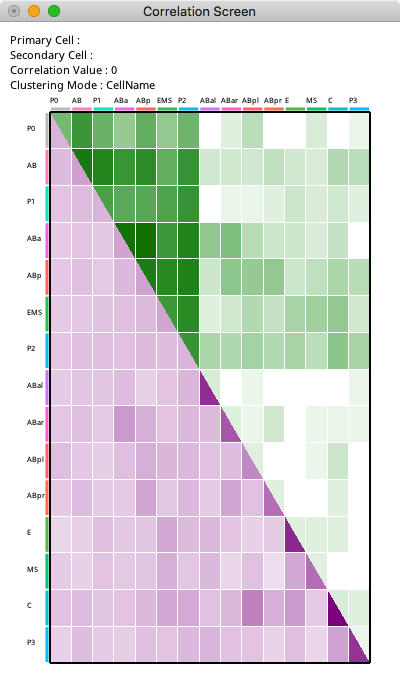 Correlation Screen
Primary Cell :
Secondary Cell :
Correlation Value : 0
Clustering Mode : CellName
P0 AB P1 ABa ABp EMS P2 ABal ABar ABpl ABpr E MS C P3
P0
AB
P1
ABa
ABp
EMS
P2
ABal
ABar
ABpl
ABpr
E
MS
C
P3